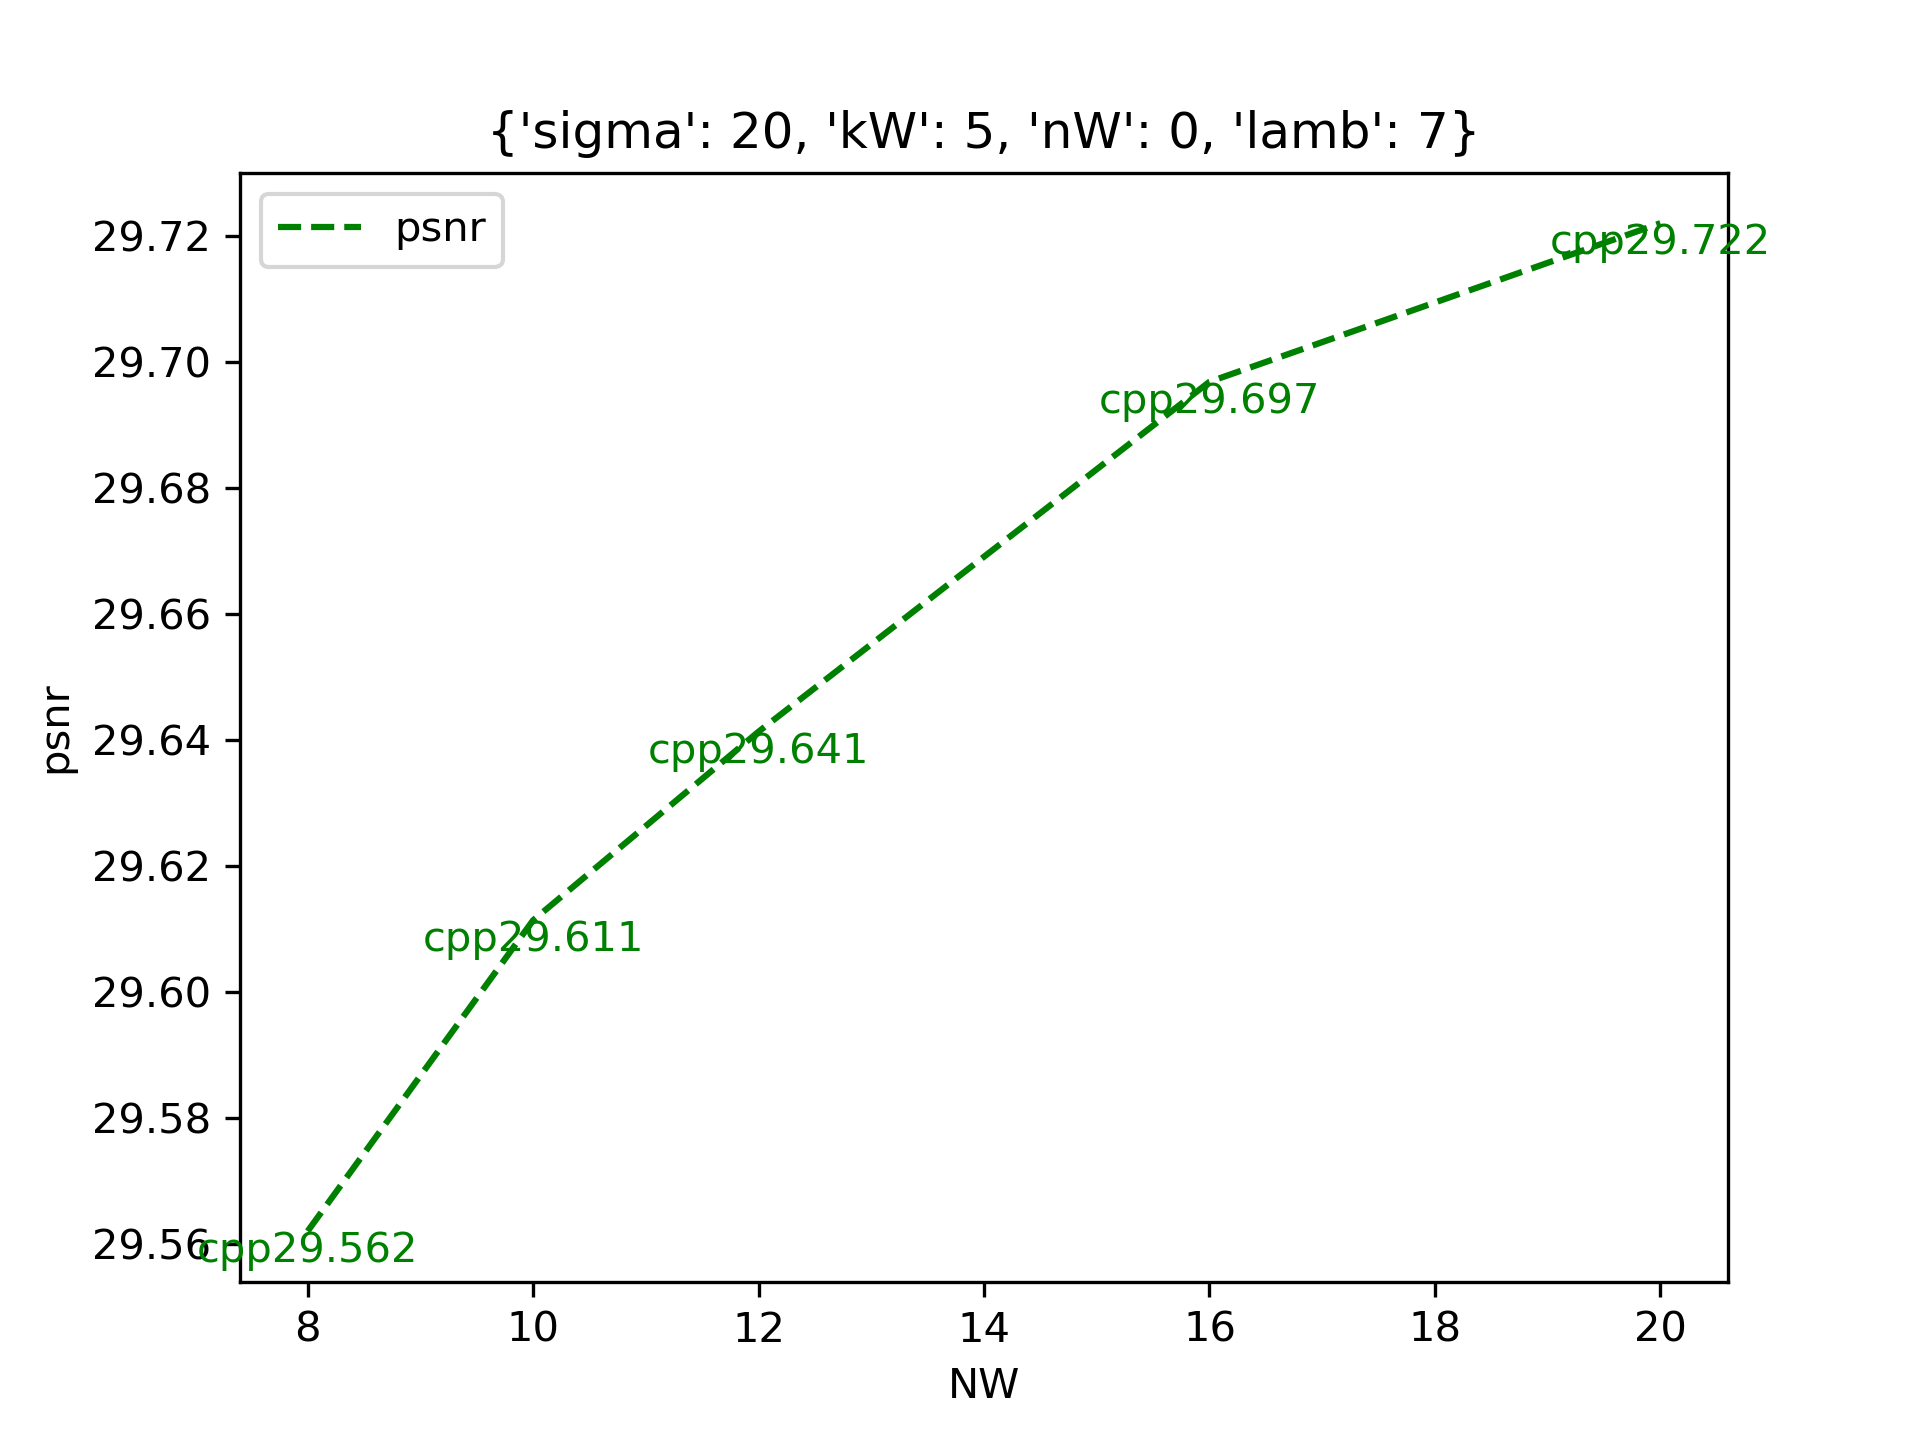 {'sigma': 20, 'kW': 5, 'nW': 0, 'lamb': 7}
psnr
29.72
cpp29.722
29.70
cpp29.697
29.68
29.66
psnr
29.64
cpp29.641
29.62
cpp29.611
29.60
29.58
29.56
cpp29.562
8 10 12 14 16 18 20
NW